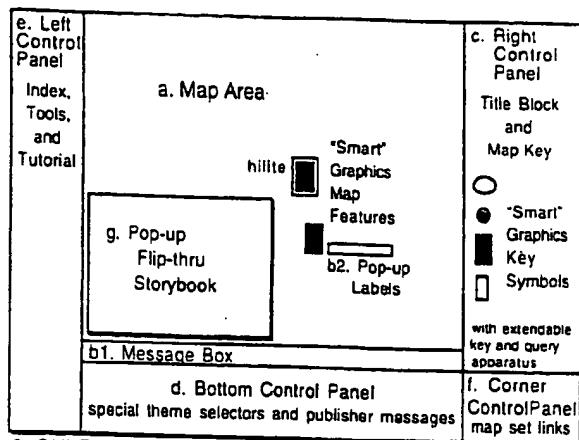 e. Left
Control
Panel
Index,
Tools,
and
Tutorial
a. Map Area
hilite
"Smart"
Graphics
Map
Features
b2. Pop-up
Labels
g. Pop-up
Flip-thru
Storybook
b1. Message Box
d. Bottom Control Panel
special theme selectors and publisher messages
c. Right
Control
Panel
Title Block
and
Map Key
"Smart"
Graphics
Key
Symbols
with extendable
key and query
apparatus
f. Corner
ControlPanel
map set links